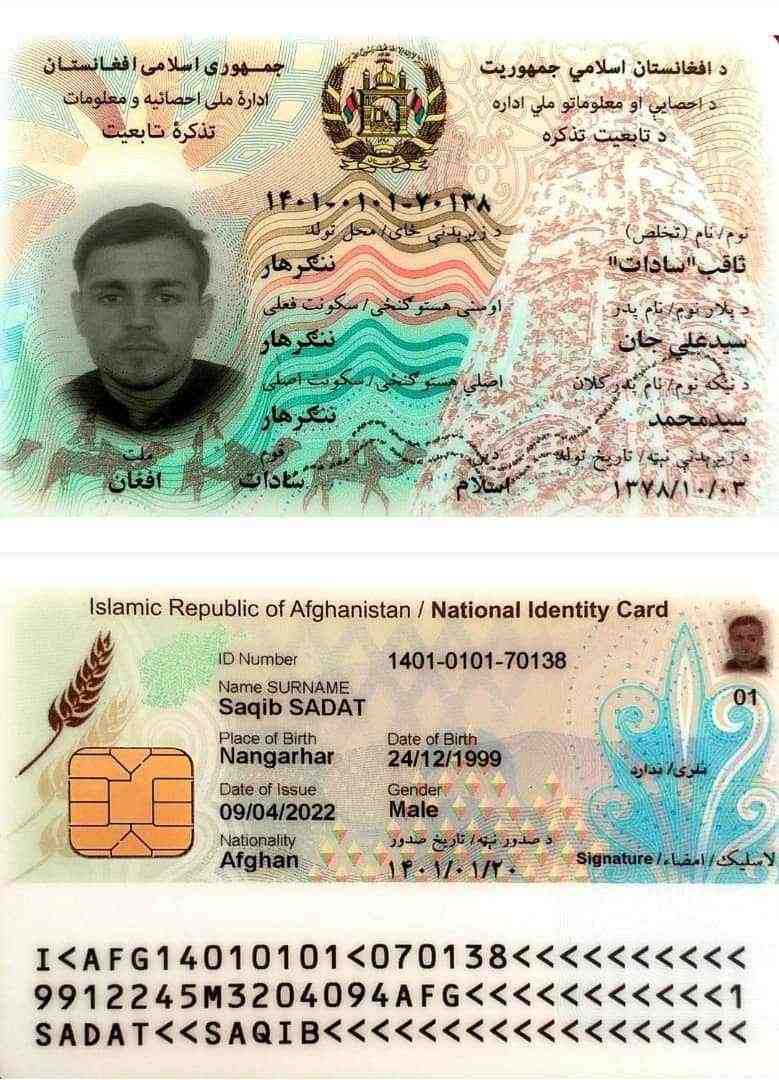 جمهوری اسلامی افغانستان
ادارهٔ ملی احصائیه و معلومات
تذکرهٔ تابعیت
د افغانستان اسلامي جمهوریت
د احصایې او معلوماتو ملي اداره
د تابعیت تذکره
۱۴۰۱-۰۱۰۱-۷۰۱۳۸
نوم/نام (تخلص)
ثاقب"سادات"
د زیږېدنې ځای/محل تولد
ننګرهار
د پلار نوم/نام پدر
سیدعلي جان
اوسنی هستوګنځی/سکونت فعلی
ننګرهار
د نیکه نوم/نام پدرکلان
سیدمحمد
اصلي هستوګنځی/سکونت اصلی
ننګرهار
د زیږېدنې نېټه/تاریخ تولد
۱۳۷۸/۱۰/۰۳
دین
اسلام
قوم
سادات
ملت
افغان
Islamic Republic of Afghanistan / National Identity Card
ID Number 1401-0101-70138
Name SURNAME
Saqib SADAT
01
Place of Birth
Nangarhar
Date of Birth
24/12/1999
نلري/ندارد
Date of Issue
09/04/2022
Gender
Male
Nationality
Afghan
د صدور نېټه/تاریخ صدور
۱۴۰۱/۰۱/۲۰
Signature/لاسلیک/امضاء
I<AFG14010101<070138<<<<<<<<<<
9912245M3204094AFG<<<<<<<<<<<1
SADAT<<SAQIB<<<<<<<<<<<<<<<<<<